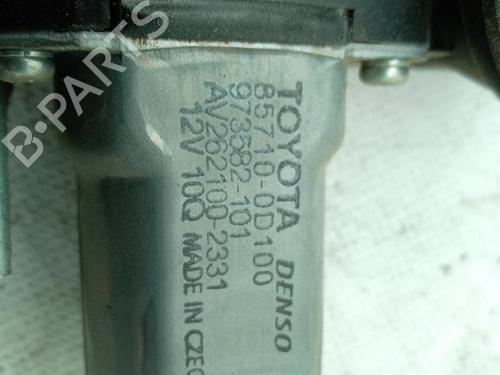 TOYOTA DENSO
85710-0D100
973582-101
AV262100-2331
12V 10Q MADE IN CZEC
B-PARTS